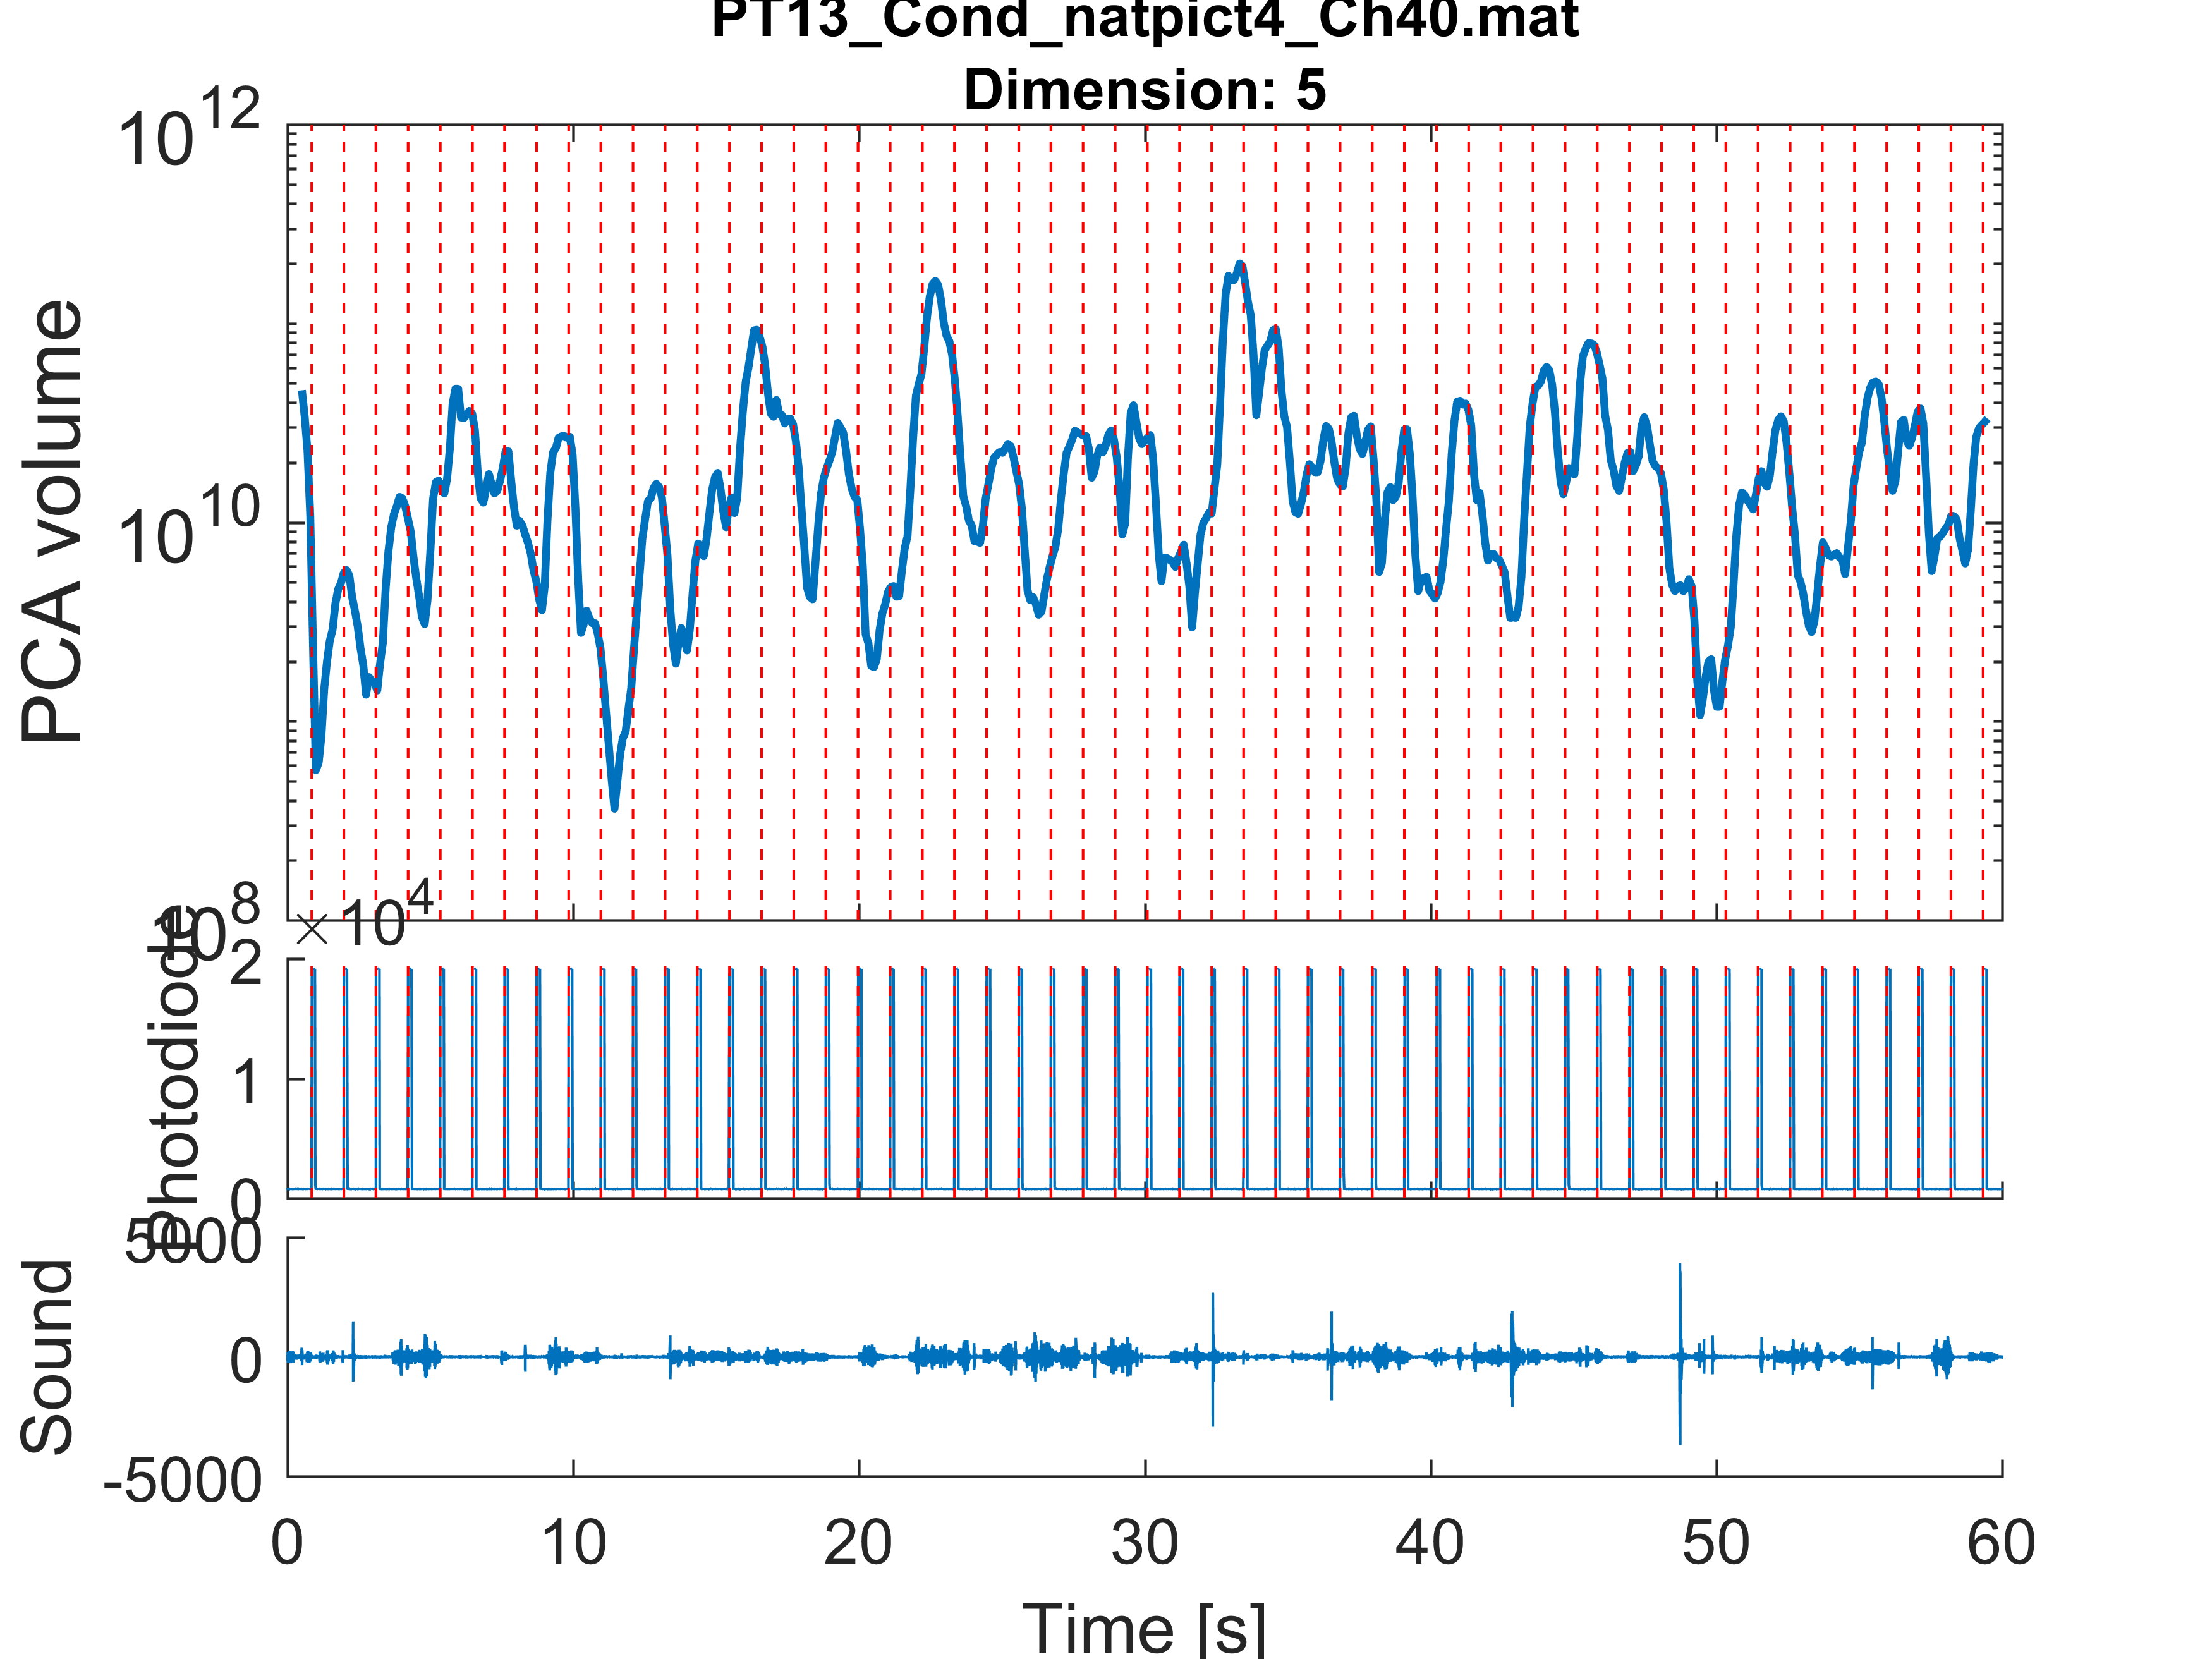 PT13_Cond_natpict4_Ch40.mat
Dimension: 5
10^12
10^10
10^8
PCA volume
×10^4
2
1
0
Photodiode
5000
0
-5000
Sound
0 10 20 30 40 50 60
Time [s]